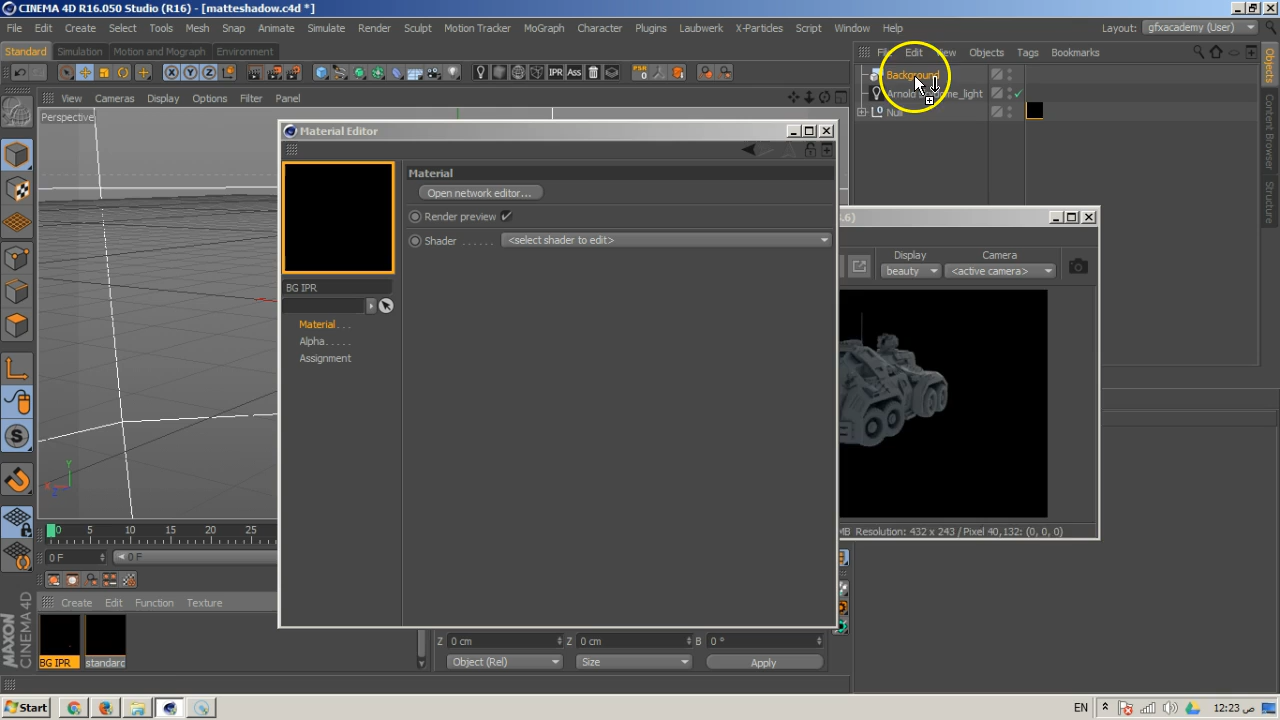 CINEMA 4D R16.050 Studio (R16) - [matteshadow.c4d *]
File Edit Create Select Tools Mesh Snap Animate Simulate Render Sculpt Motion Tracker MoGraph Character Plugins Laubwerk X-Particles Script Window Help
Layout: gfxacademy (User)
Standard Simulation Motion and Mograph Environment
X Y Z
IPR Ass
PSR
View Cameras Display Options Filter Panel
Perspective
Edit View Objects Tags Bookmarks
Background
Null
Objects
Content Browser
Structure
Material Editor
Material
Open network editor...
Render preview
Shader ...... <select shader to edit>
BG IPR
Material ...
Alpha.....
Assignment
Display Camera
beauty <active camera>
MB Resolution: 432 x 243 / Pixel 40,132: (0, 0, 0)
Y
0 5 10 15 20 25
0 F 0 F
Create Edit Function Texture
BG IPR standard
MAXON CINEMA 4D
Z 0 cm Z 0 cm B 0 °
Object (Rel) Size Apply
Start
EN
12:23 ص